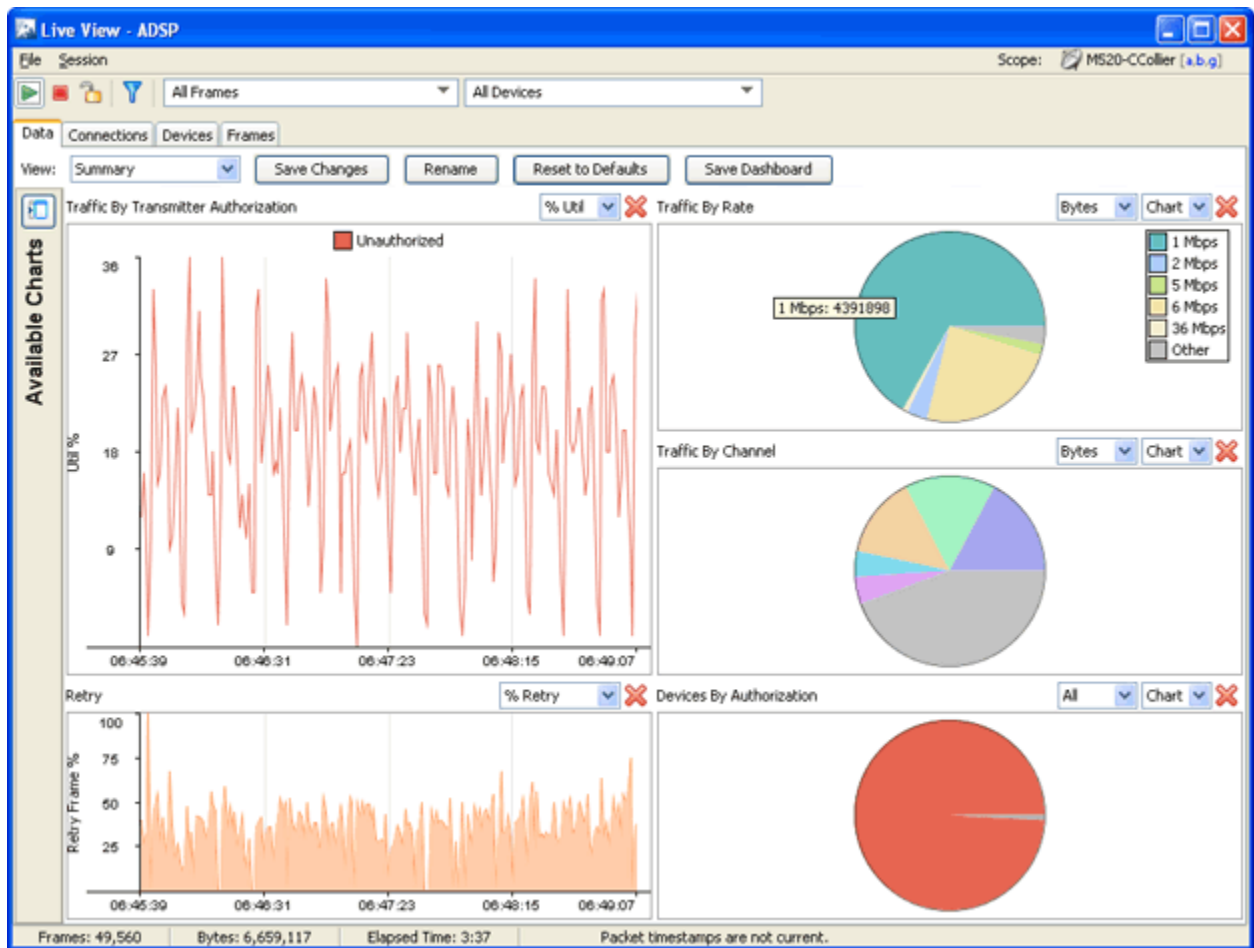 Live View - ADSP
File Session Scope: M520-CCollier [a,b,g]
All Frames All Devices
Data Connections Devices Frames
View: Summary Save Changes Rename Reset to Defaults Save Dashboard
Available Charts
Traffic By Transmitter Authorization % Util
Unauthorized
36
27
18
9
Util %
06:45:39 06:46:31 06:47:23 06:48:15 06:49:07
Traffic By Rate Bytes Chart
1 Mbps: 4391898
1 Mbps
2 Mbps
5 Mbps
6 Mbps
36 Mbps
Other
Traffic By Channel Bytes Chart
Retry % Retry
100
75
50
25
Retry Frame %
06:45:39 06:46:31 06:47:23 06:48:15 06:49:07
Devices By Authorization All Chart
Frames: 49,560 Bytes: 6,659,117 Elapsed Time: 3:37 Packet timestamps are not current.